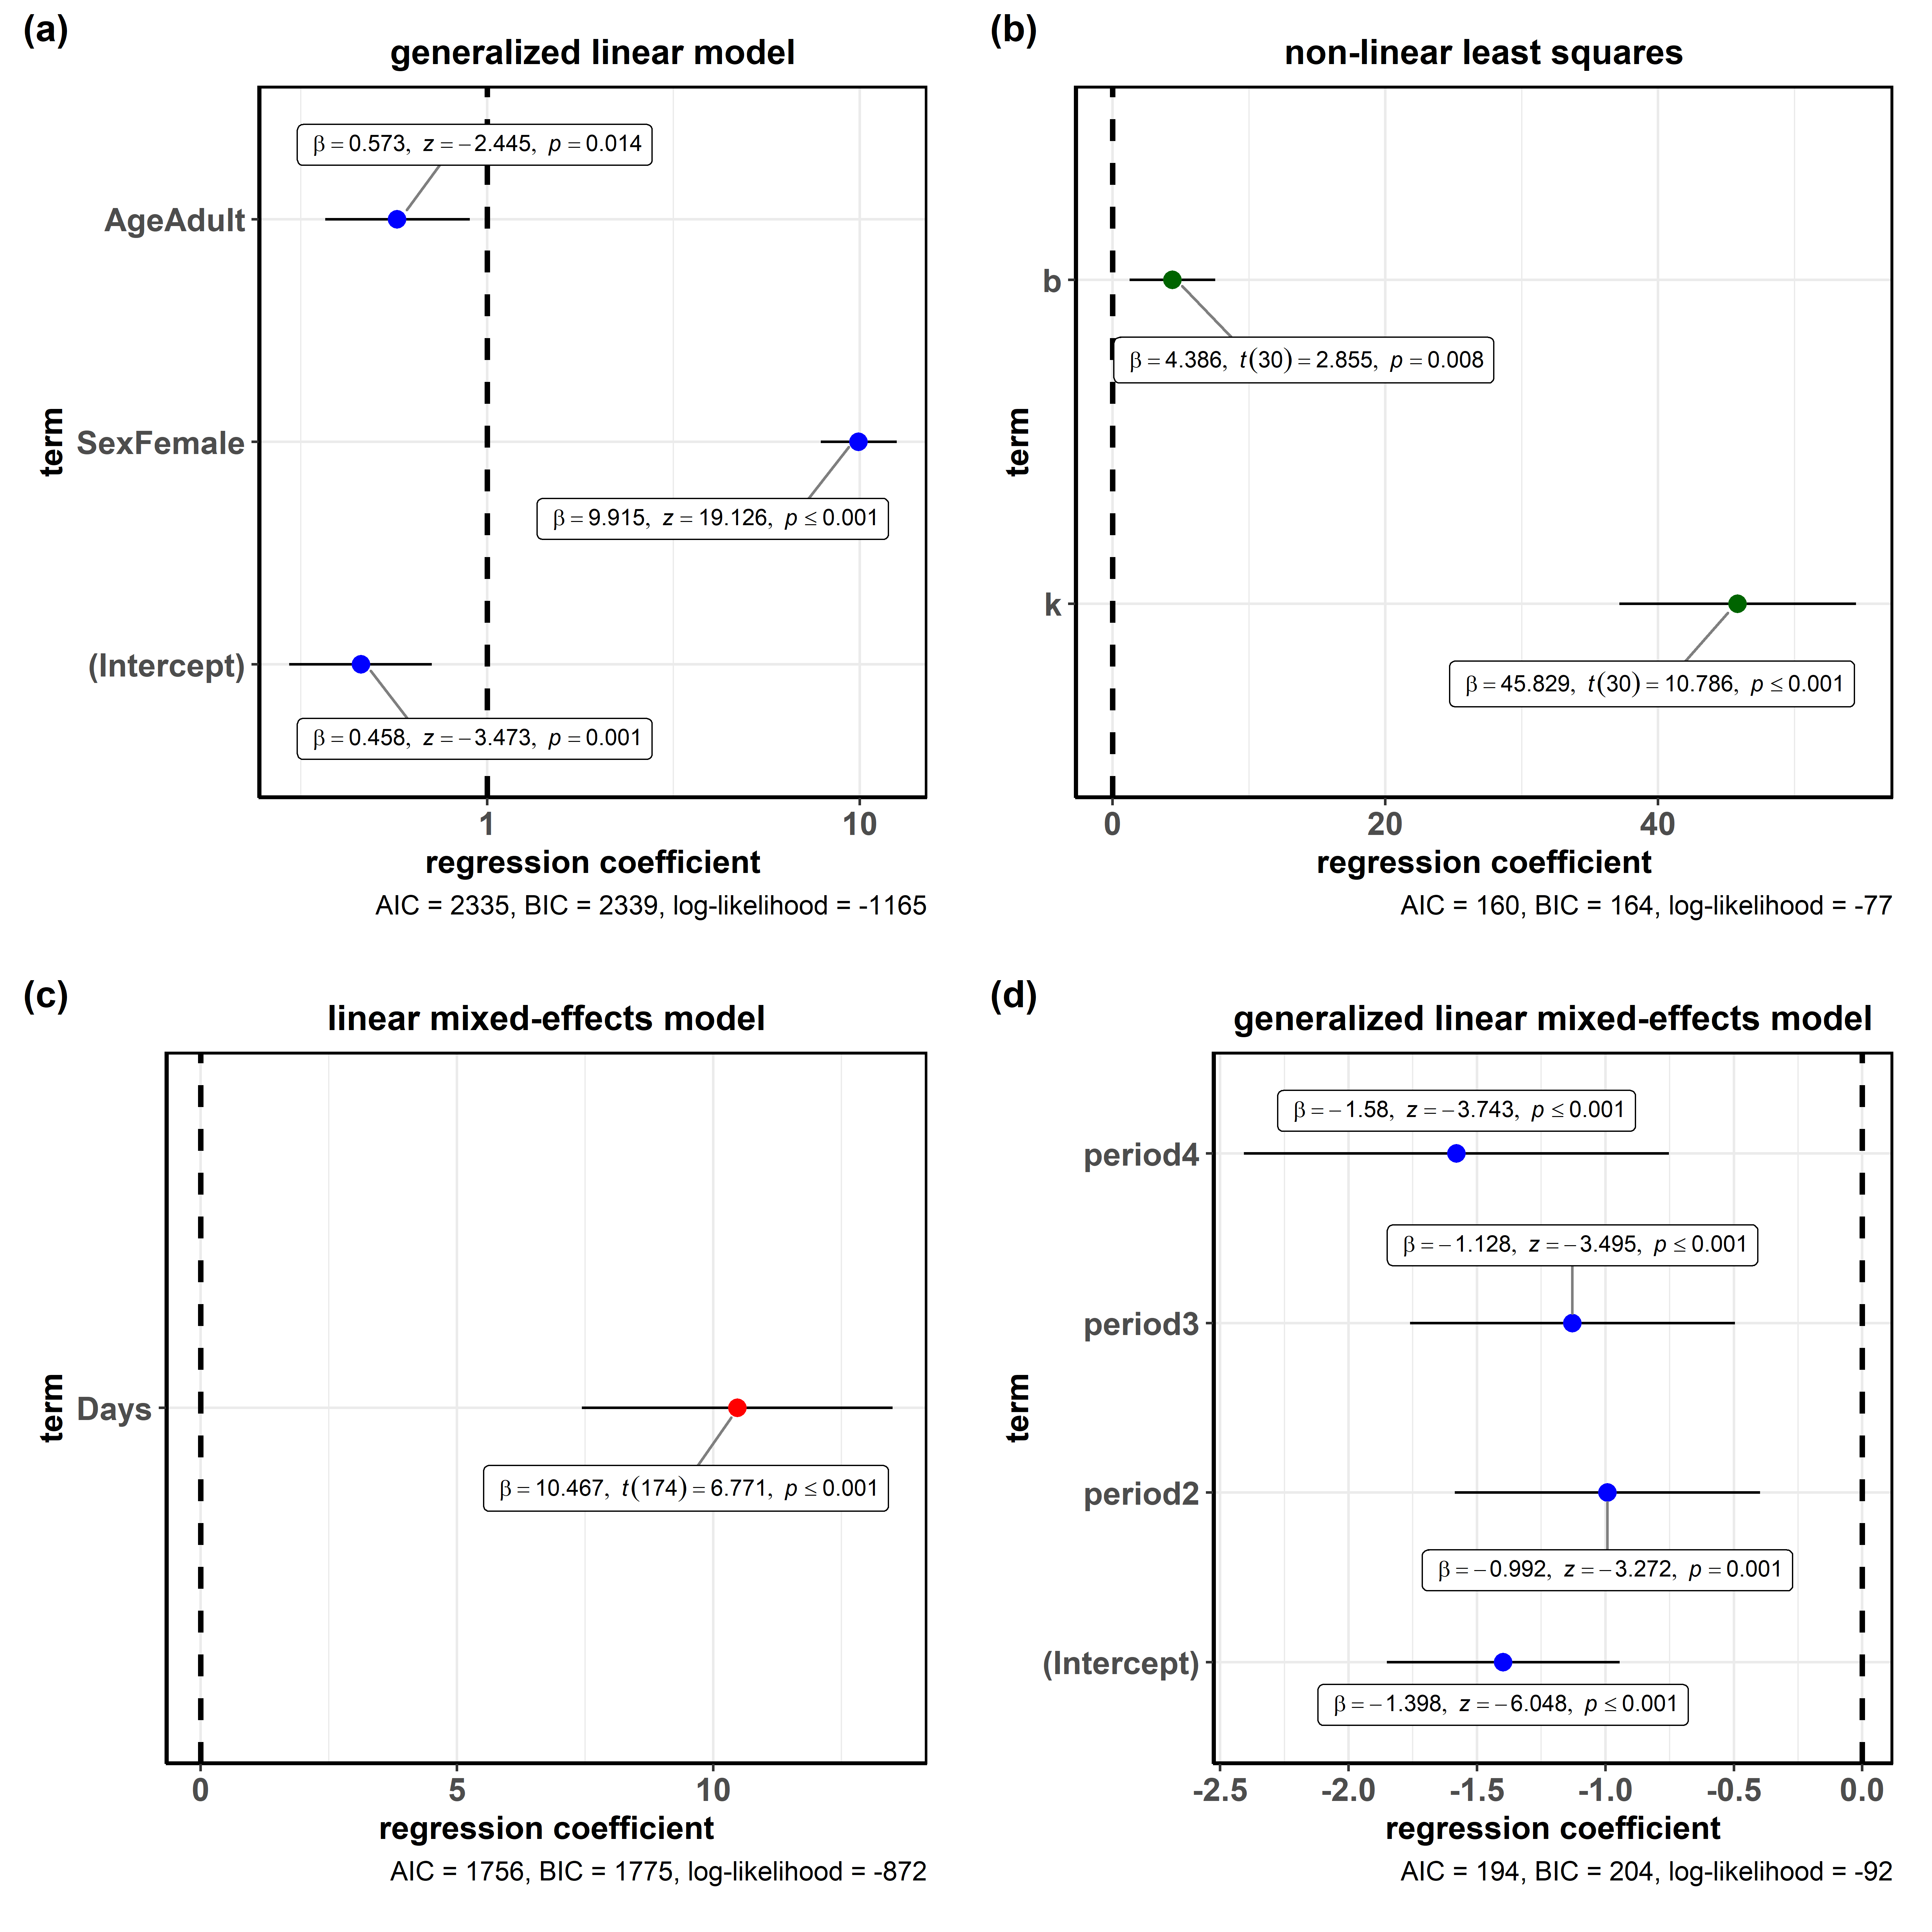 (a)
generalized linear model
β = 0.573, z = −2.445, p = 0.014
AgeAdult
SexFemale
β = 9.915, z = 19.126, p ≤ 0.001
(Intercept)
β = 0.458, z = −3.473, p = 0.001
term
1 10
regression coefficient
AIC = 2335, BIC = 2339, log-likelihood = -1165
(b)
non-linear least squares
b
β = 4.386, t(30) = 2.855, p = 0.008
term
k
β = 45.829, t(30) = 10.786, p ≤ 0.001
0 20 40
regression coefficient
AIC = 160, BIC = 164, log-likelihood = -77
(c)
linear mixed-effects model
term
Days
β = 10.467, t(174) = 6.771, p ≤ 0.001
0 5 10
regression coefficient
AIC = 1756, BIC = 1775, log-likelihood = -872
(d)
generalized linear mixed-effects model
β = −1.58, z = −3.743, p ≤ 0.001
period4
β = −1.128, z = −3.495, p ≤ 0.001
period3
term
period2
β = −0.992, z = −3.272, p = 0.001
(Intercept)
β = −1.398, z = −6.048, p ≤ 0.001
-2.5 -2.0 -1.5 -1.0 -0.5 0.0
regression coefficient
AIC = 194, BIC = 204, log-likelihood = -92